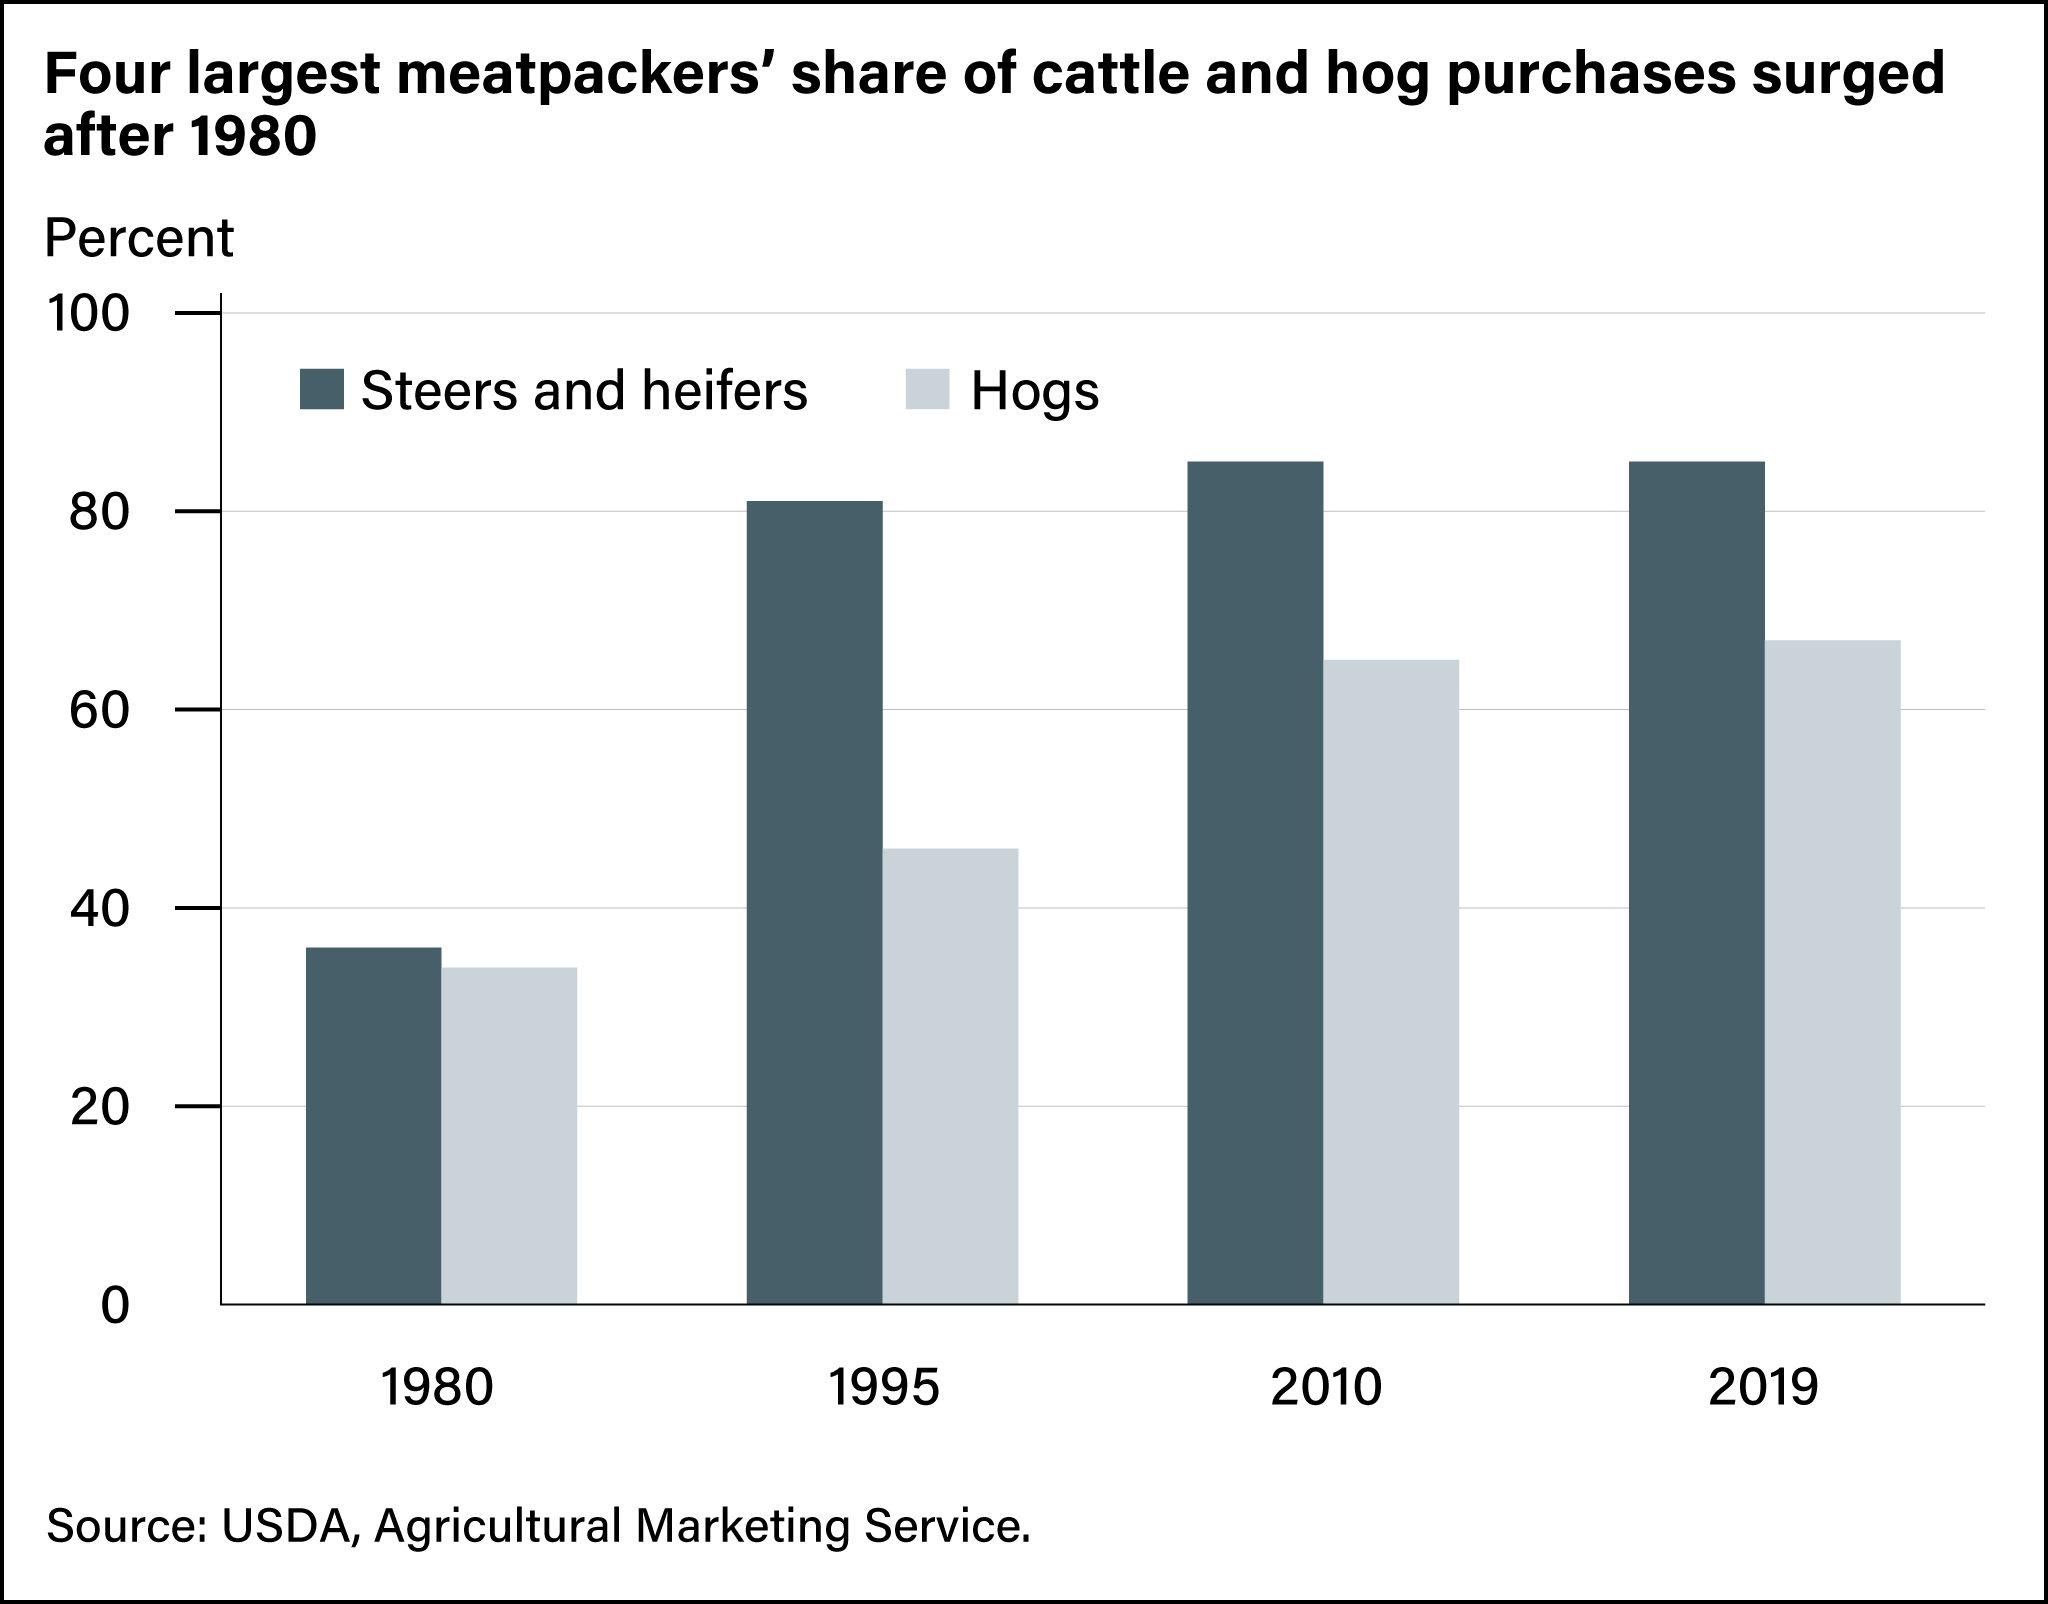 Four largest meatpackers’ share of cattle and hog purchases surged
after 1980
Percent
100
Steers and heifers
Hogs
80
60
40
20
0
1980
1995
2010
2019
Source: USDA, Agricultural Marketing Service.